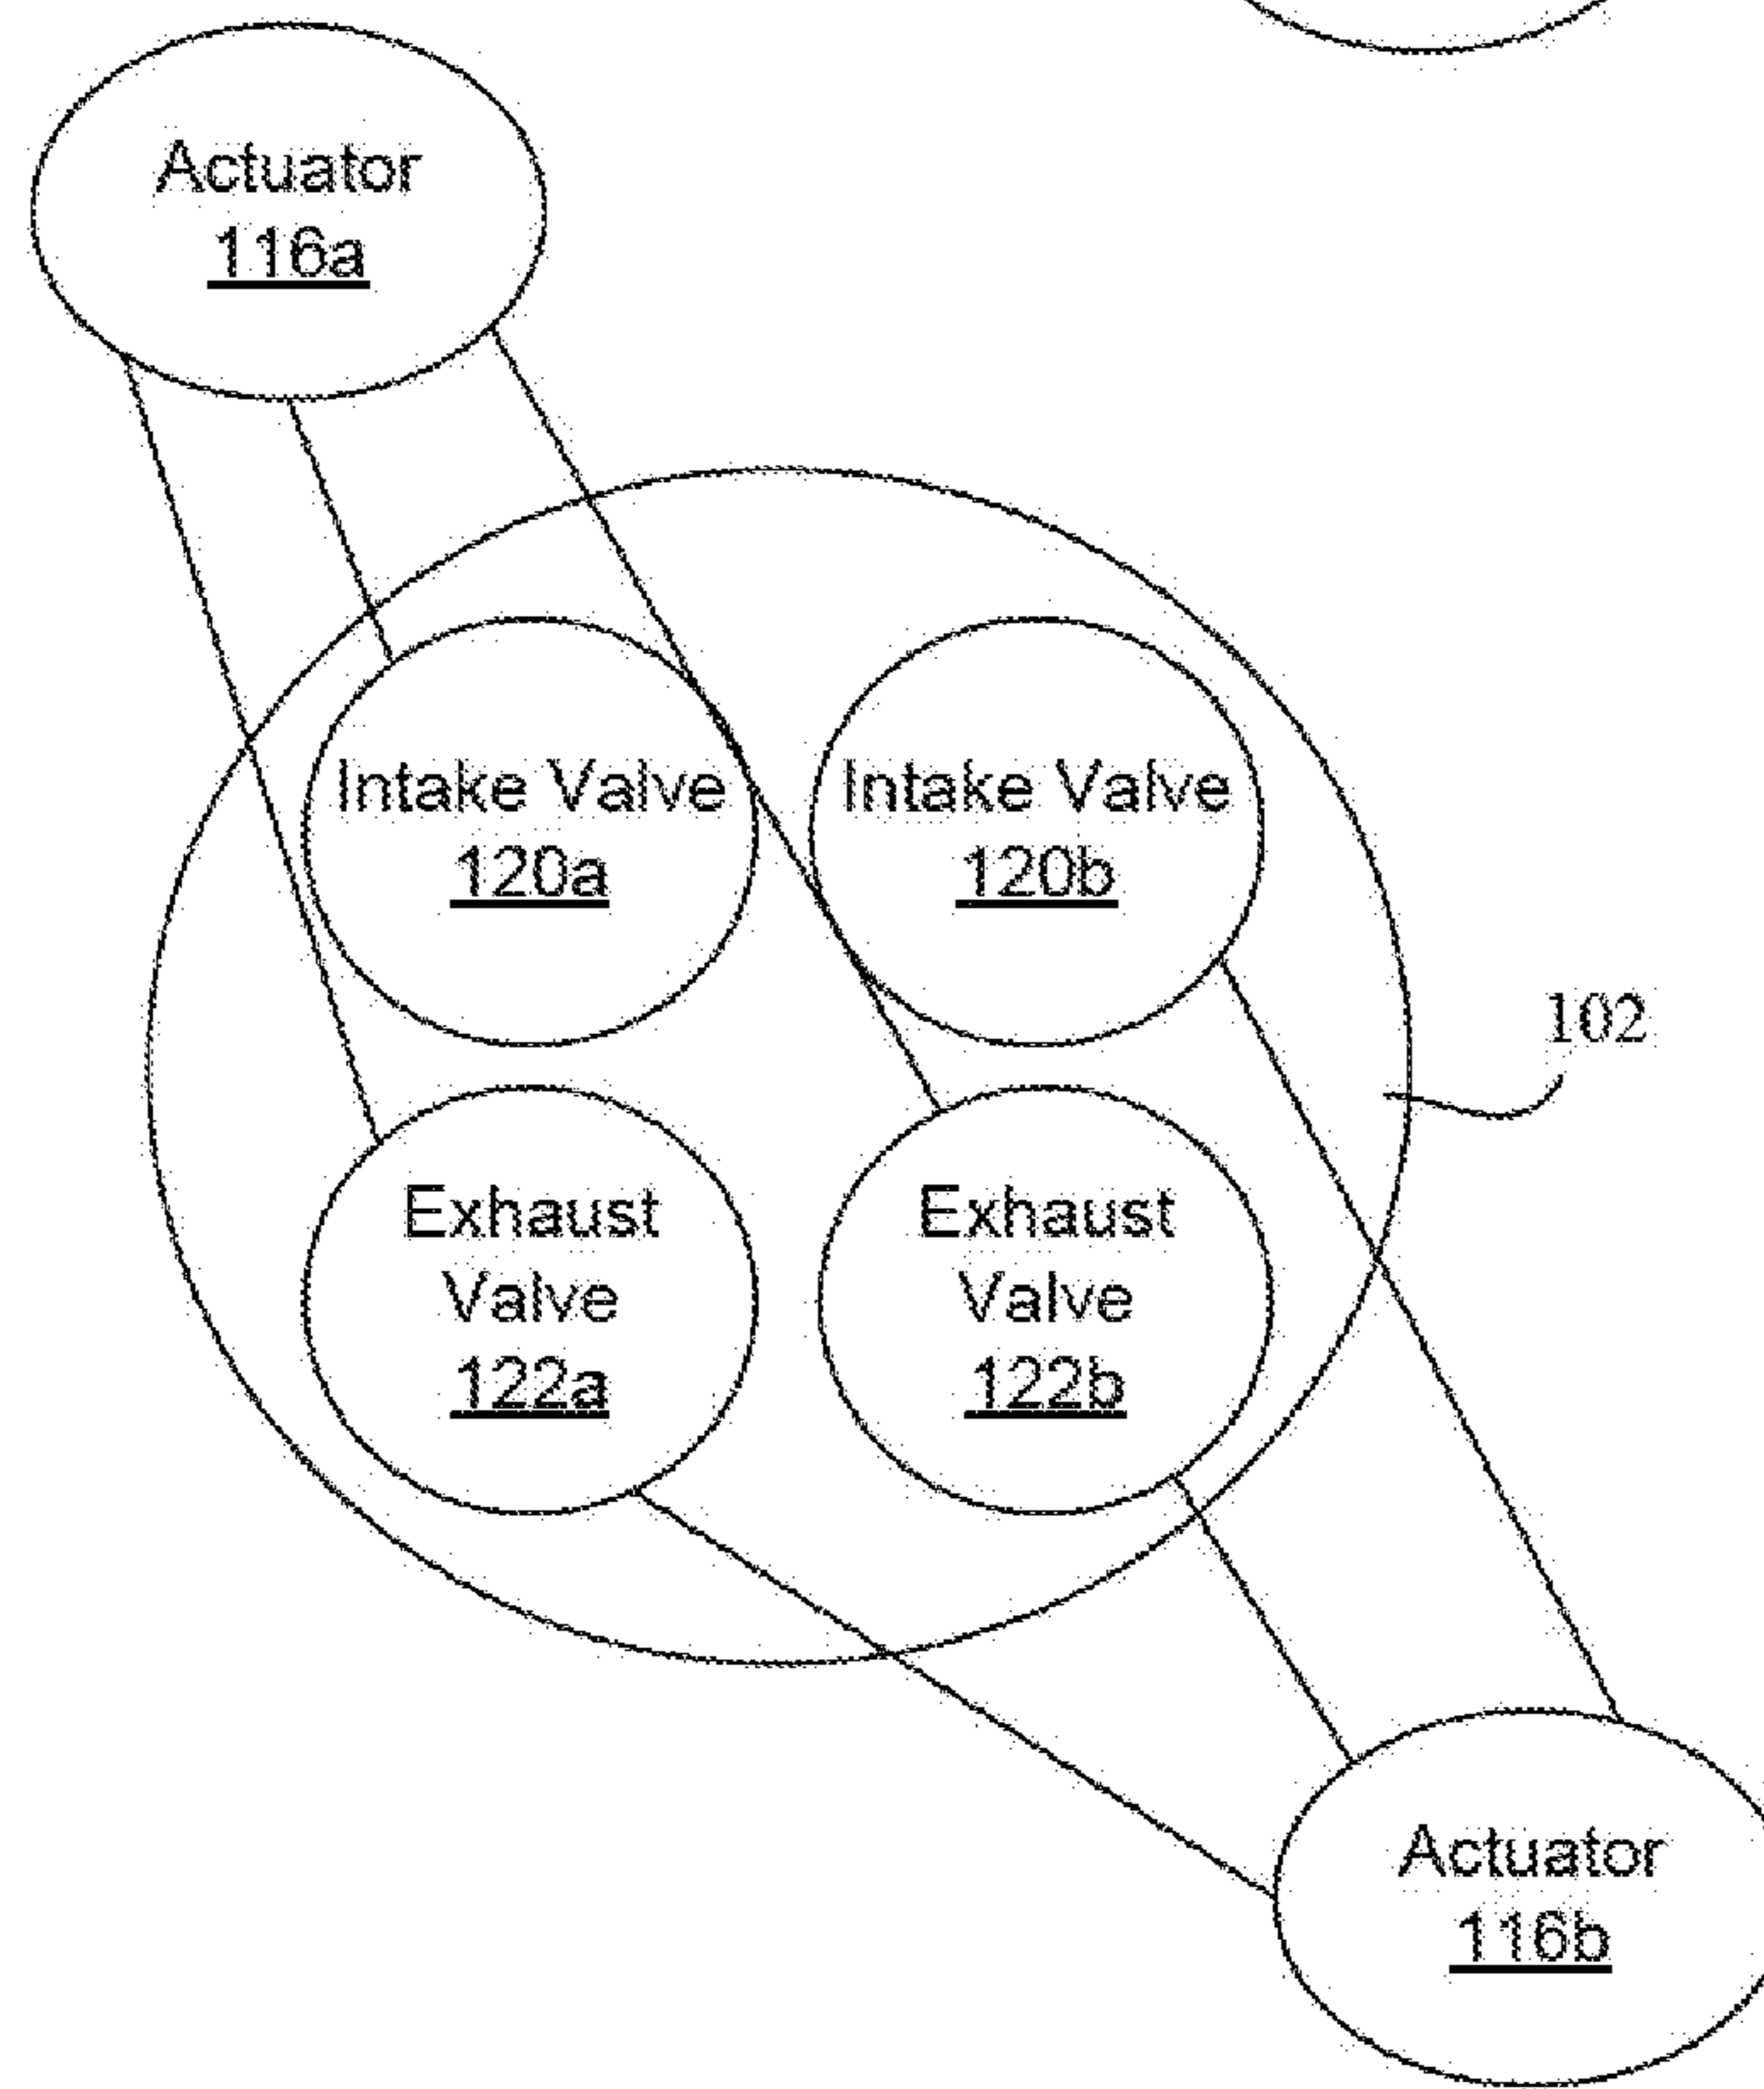 Actuator
116a
Intake Valve
120a
Intake Valve
120b
102
Exhaust
Valve
122a
Exhaust
Valve
122b
Actuator
116b